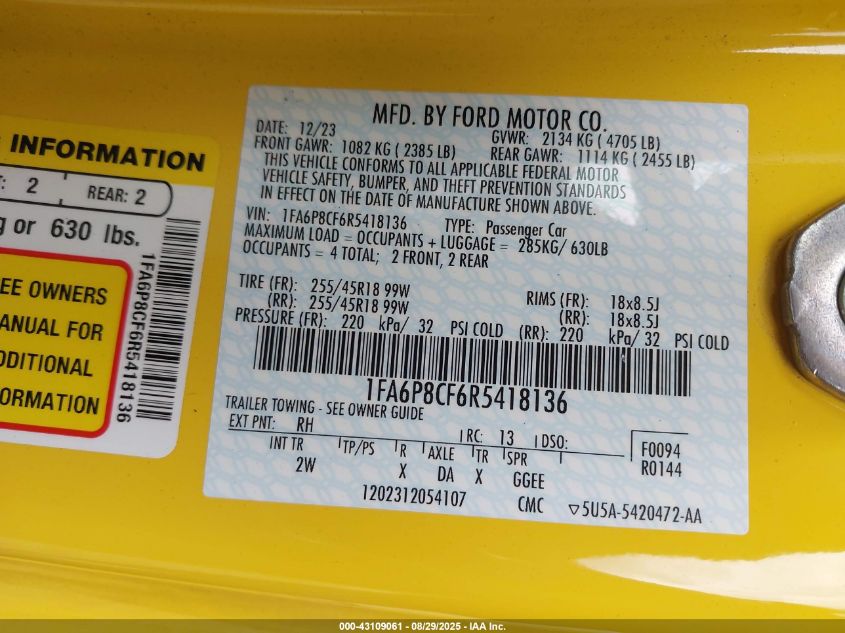 INFORMATION
2
REAR: 2
or 630 lbs.
EE OWNERS
ANUAL FOR
DDITIONAL
FORMATION
1FA6P8CF6R5418136
MFD. BY FORD MOTOR CO.
DATE: 12/23
GVWR: 2134 KG ( 4705 LB)
FRONT GAWR: 1082 KG ( 2385 LB)
REAR GAWR: 1114 KG ( 2455 LB)
THIS VEHICLE CONFORMS TO ALL APPLICABLE FEDERAL MOTOR
VEHICLE SAFETY, BUMPER, AND THEFT PREVENTION STANDARDS
IN EFFECT ON THE DATE OF MANUFACTURE SHOWN ABOVE.
VIN: 1FA6P8CF6R5418136 TYPE: Passenger Car
MAXIMUM LOAD = OCCUPANTS + LUGGAGE = 285KG/ 630LB
OCCUPANTS = 4 TOTAL; 2 FRONT, 2 REAR
TIRE (FR): 255/45R18 99W RIMS (FR): 18x8.5J
(RR): 255/45R18 99W (RR): 18x8.5J
PRESSURE (FR): 220 kPa/ 32 PSI COLD (RR): 220 kPa/ 32 PSI COLD
1FA6P8CF6R5418136
TRAILER TOWING - SEE OWNER GUIDE
EXT PNT: RH RC: 13 DSO: F0094
R0144
INT TR TP/PS R AXLE TR SPR
2W X DA X GGEE
1202312054107 CMC ▽5U5A-5420472-AA
000-43109061 - 08/29/2025 - IAA Inc.